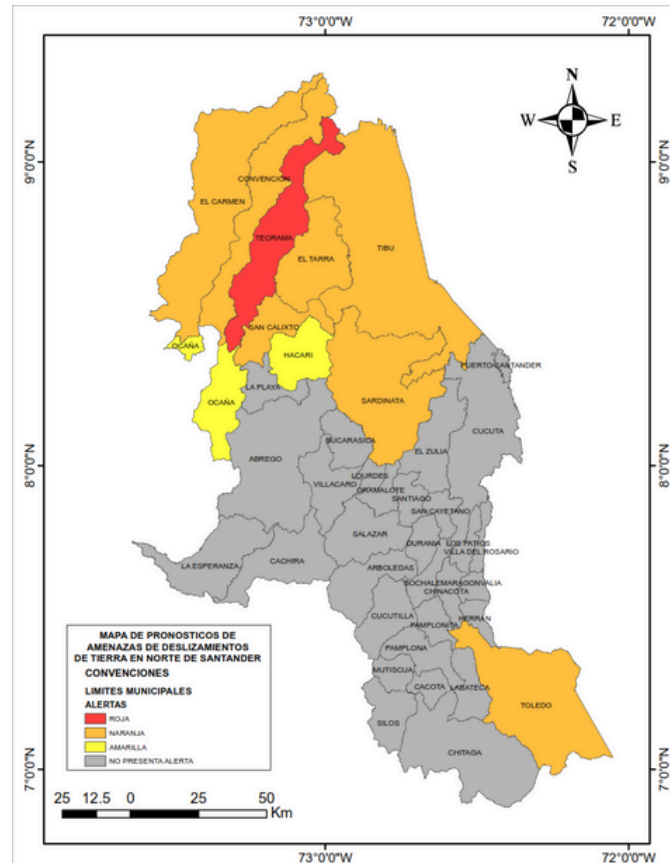 73°0'0"W 72°0'0"W
N
W E
S
9°0'0"N 9°0'0"N
CONVENCIÓN
EL CARMEN
TEORAMA
TIBU
EL TARRA
SAN CALIXTO
OCAÑA
HACARI
PUERTO SANTANDER
LA PLAYA
OCAÑA
SARDINATA
CUCUTA
BUCARASICA
EL ZULIA
ABREGO
8°0'0"N 8°0'0"N
LOURDES
VILLACARO
GRAMALOTE
SANTIAGO
SAN CAYETANO
SALAZAR
DURANIA
LOS PATIOS
VILLA DEL ROSARIO
CACHIRA
LA ESPERANZA
ARBOLEDAS
BOCHALEMA
RAGONVALIA
CHINACOTA
CUCUTILLA
HERRAN
PAMPLONITA
PAMPLONA
MUTISCUA
CACOTA
LABATECA
TOLEDO
SILOS
CHITAGA
7°0'0"N 7°0'0"N
MAPA DE PRONOSTICOS DE
AMENAZAS DE DESLIZAMIENTOS
DE TIERRA EN NORTE DE SANTANDER
CONVENCIONES
LIMITES MUNICIPALES
ALERTAS
ROJA
NARANJA
AMARILLA
NO PRESENTA ALERTA
25 12.5 0 25 50
Km
73°0'0"W 72°0'0"W